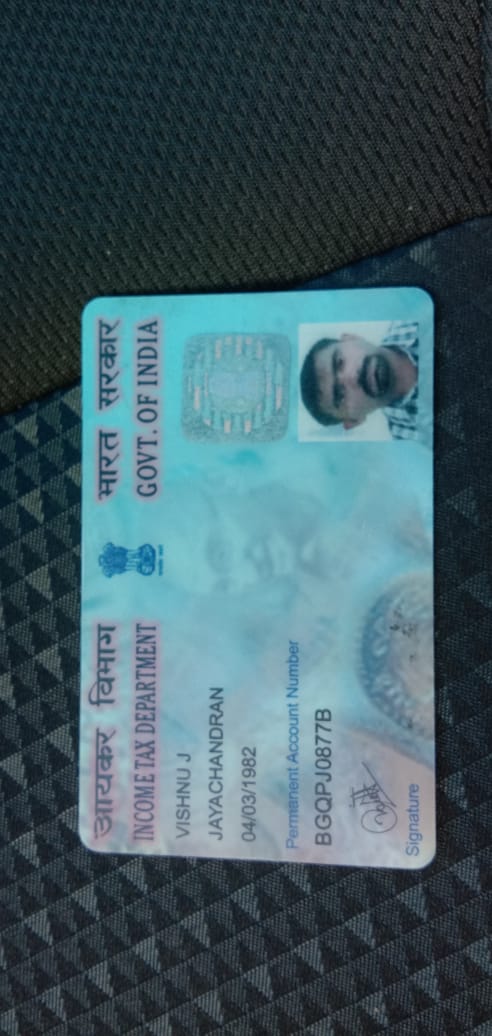 आयकर विभाग
INCOME TAX DEPARTMENT
भारत सरकार
GOVT. OF INDIA
VISHNU J
JAYACHANDRAN
04/03/1982
Permanent Account Number
BGQPJ0877B
Signature